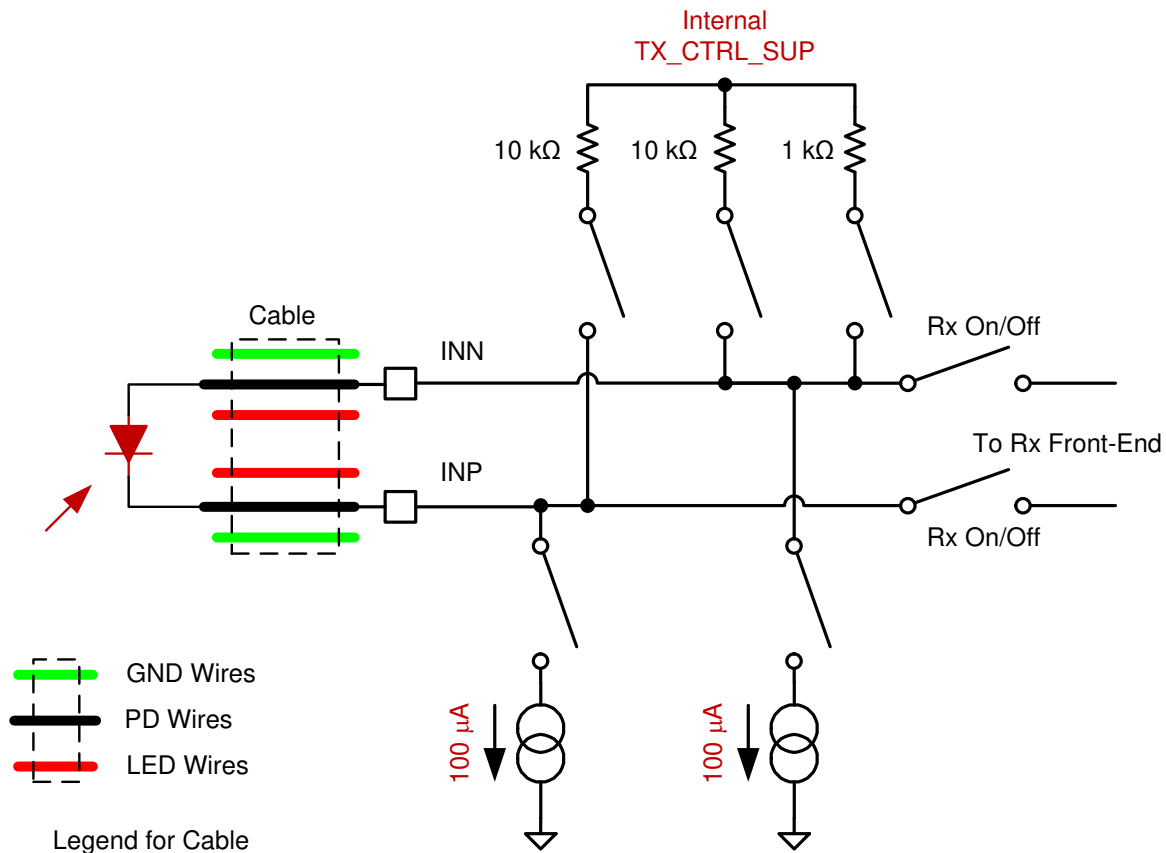 Internal
TX_CTRL_SUP
10 kΩ
10 kΩ
1 kΩ
Cable
INN
Rx On/Off
To Rx Front-End
INP
Rx On/Off
GND Wires
PD Wires
LED Wires
100 µA
100 µA
Legend for Cable